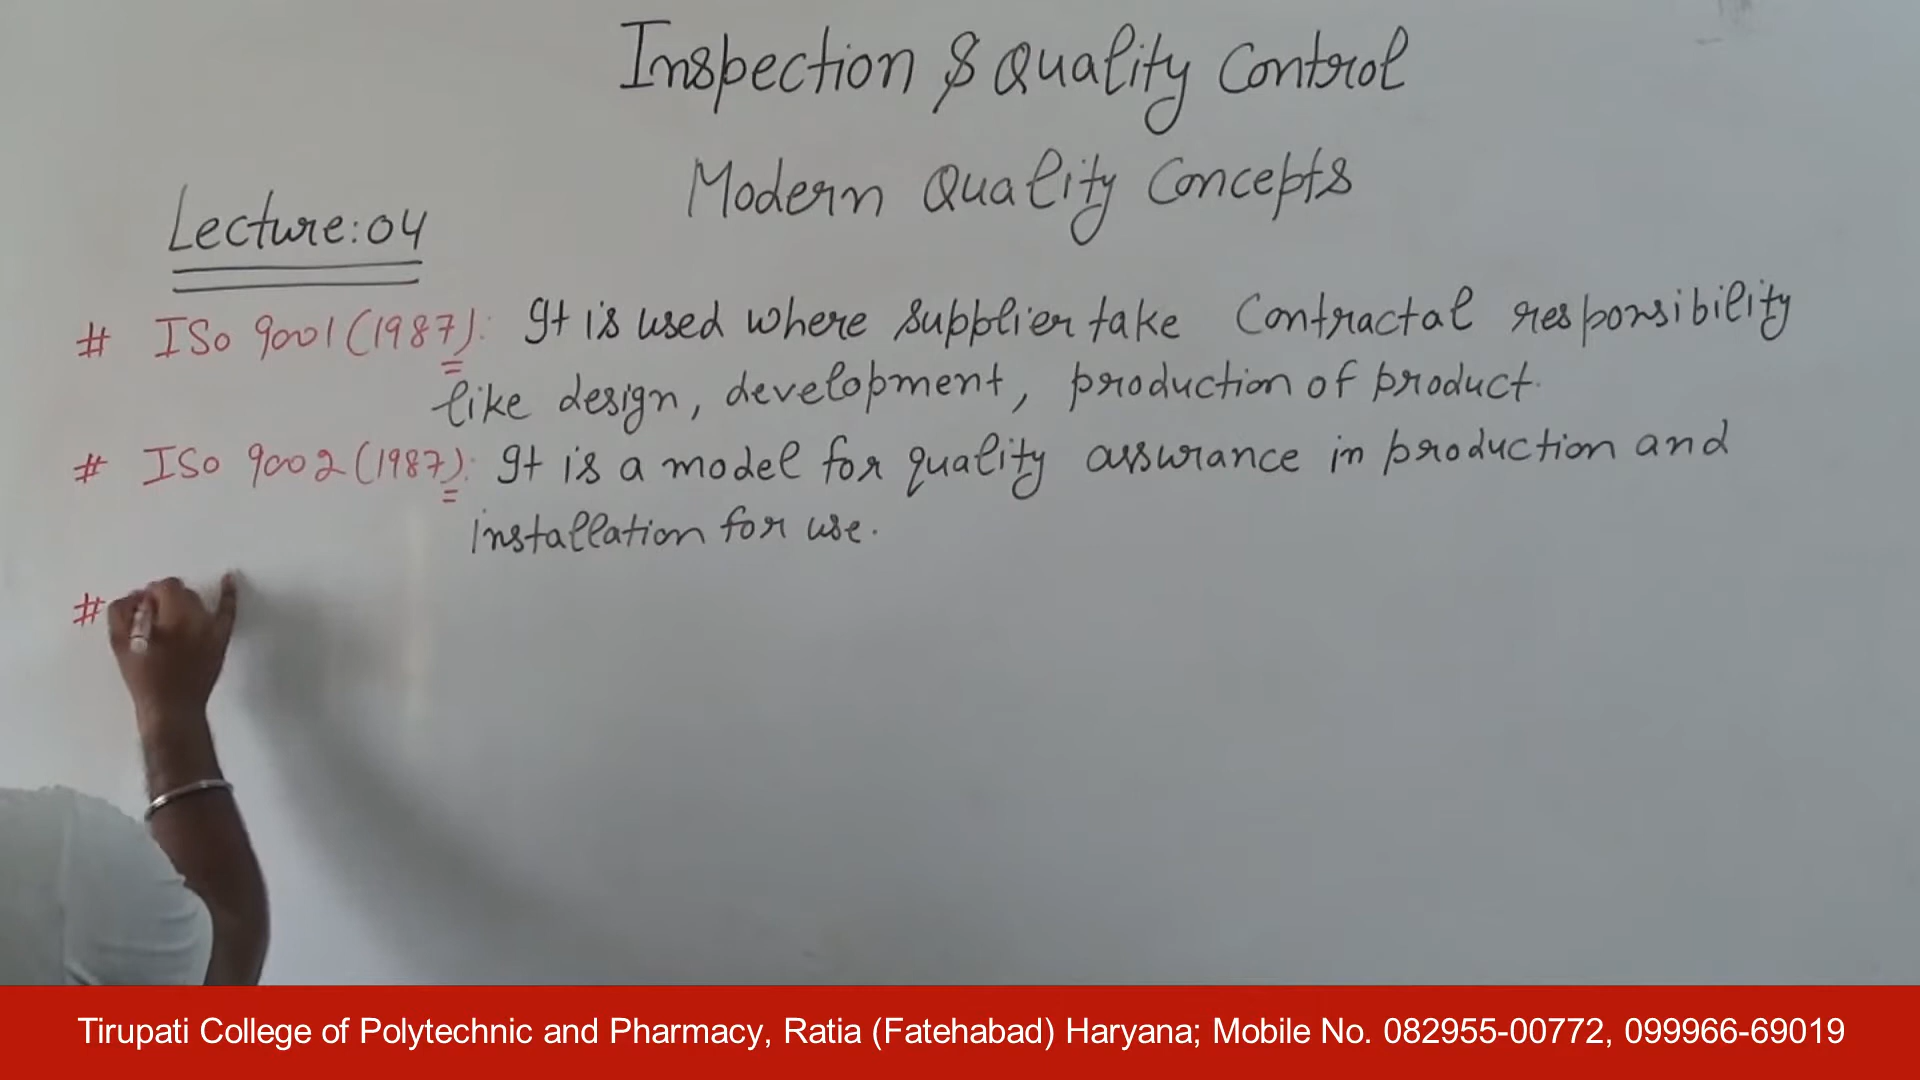 Inspection & Quality Control
Modern Quality Concepts
Lecture:04
# ISO 9001 (1987): It is used where supplier take Contractal responsibility
like design, development, production of product.
# ISO 9002 (1987): It is a model for quality assurance in production and
installation for use.
#
Tirupati College of Polytechnic and Pharmacy, Ratia (Fatehabad) Haryana; Mobile No. 082955-00772, 099966-69019